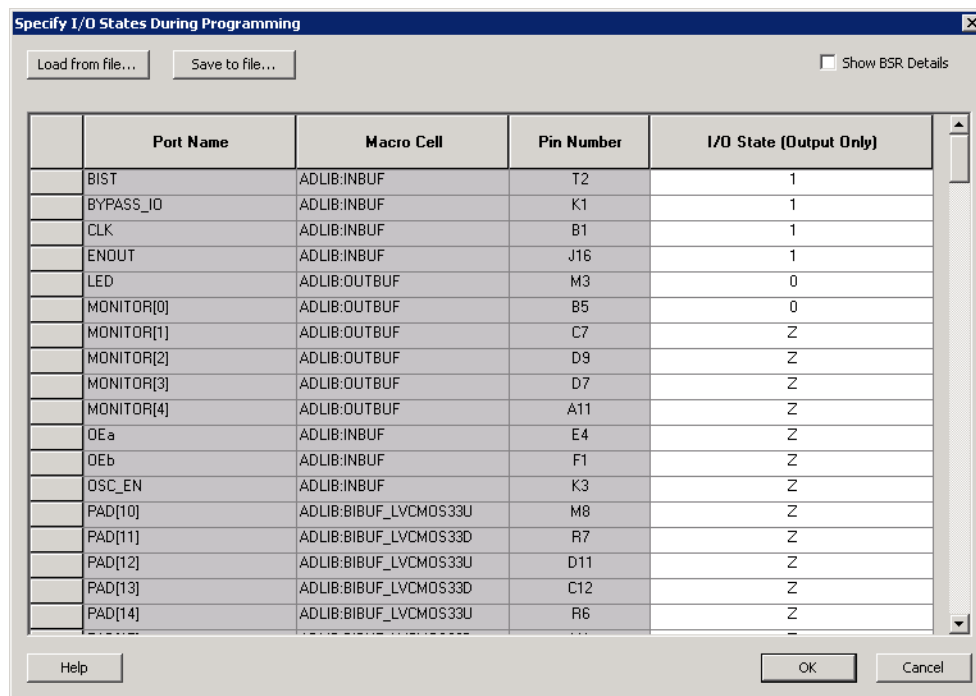 Specify I/O States During Programming
Load from file... Save to file... Show BSR Details
Port Name Macro Cell Pin Number I/O State (Output Only)
BIST ADLIB:INBUF T2 1
BYPASS_IO ADLIB:INBUF K1 1
CLK ADLIB:INBUF B1 1
ENOUT ADLIB:INBUF J16 1
LED ADLIB:OUTBUF M3 0
MONITOR[0] ADLIB:OUTBUF B5 0
MONITOR[1] ADLIB:OUTBUF C7 Z
MONITOR[2] ADLIB:OUTBUF D9 Z
MONITOR[3] ADLIB:OUTBUF D7 Z
MONITOR[4] ADLIB:OUTBUF A11 Z
OEa ADLIB:INBUF E4 Z
OEb ADLIB:INBUF F1 Z
OSC_EN ADLIB:INBUF K3 Z
PAD[10] ADLIB:BIBUF_LVCMOS33U M8 Z
PAD[11] ADLIB:BIBUF_LVCMOS33D R7 Z
PAD[12] ADLIB:BIBUF_LVCMOS33U D11 Z
PAD[13] ADLIB:BIBUF_LVCMOS33D C12 Z
PAD[14] ADLIB:BIBUF_LVCMOS33U R6 Z
Help OK Cancel